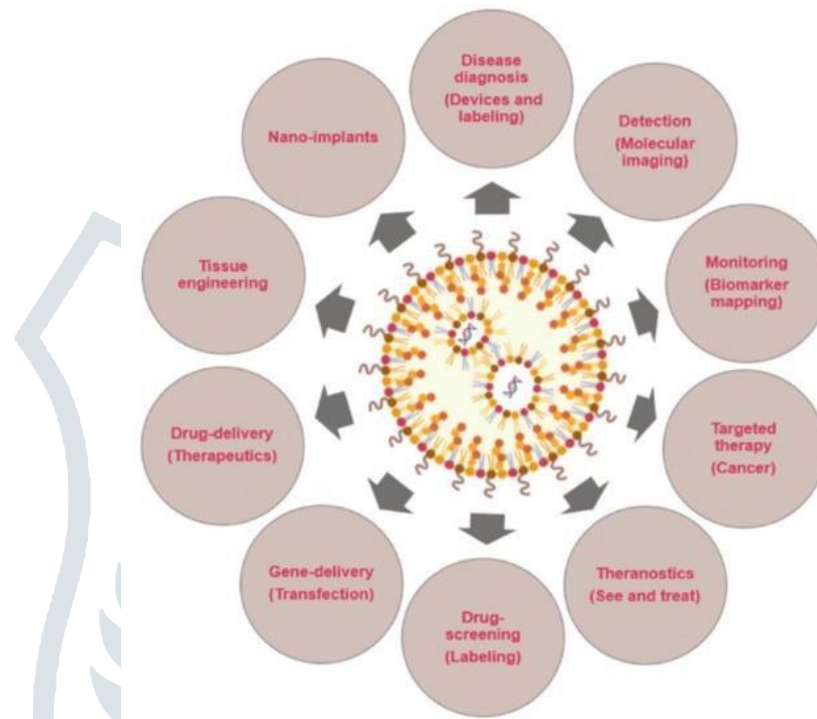 Disease
diagnosis
(Devices and
labeling)
Detection
(Molecular
imaging)
Monitoring
(Biomarker
mapping)
Targeted
therapy
(Cancer)
Theranostics
(See and treat)
Drug-
screening
(Labeling)
Gene-delivery
(Transfection)
Drug-delivery
(Therapeutics)
Tissue
engineering
Nano-implants